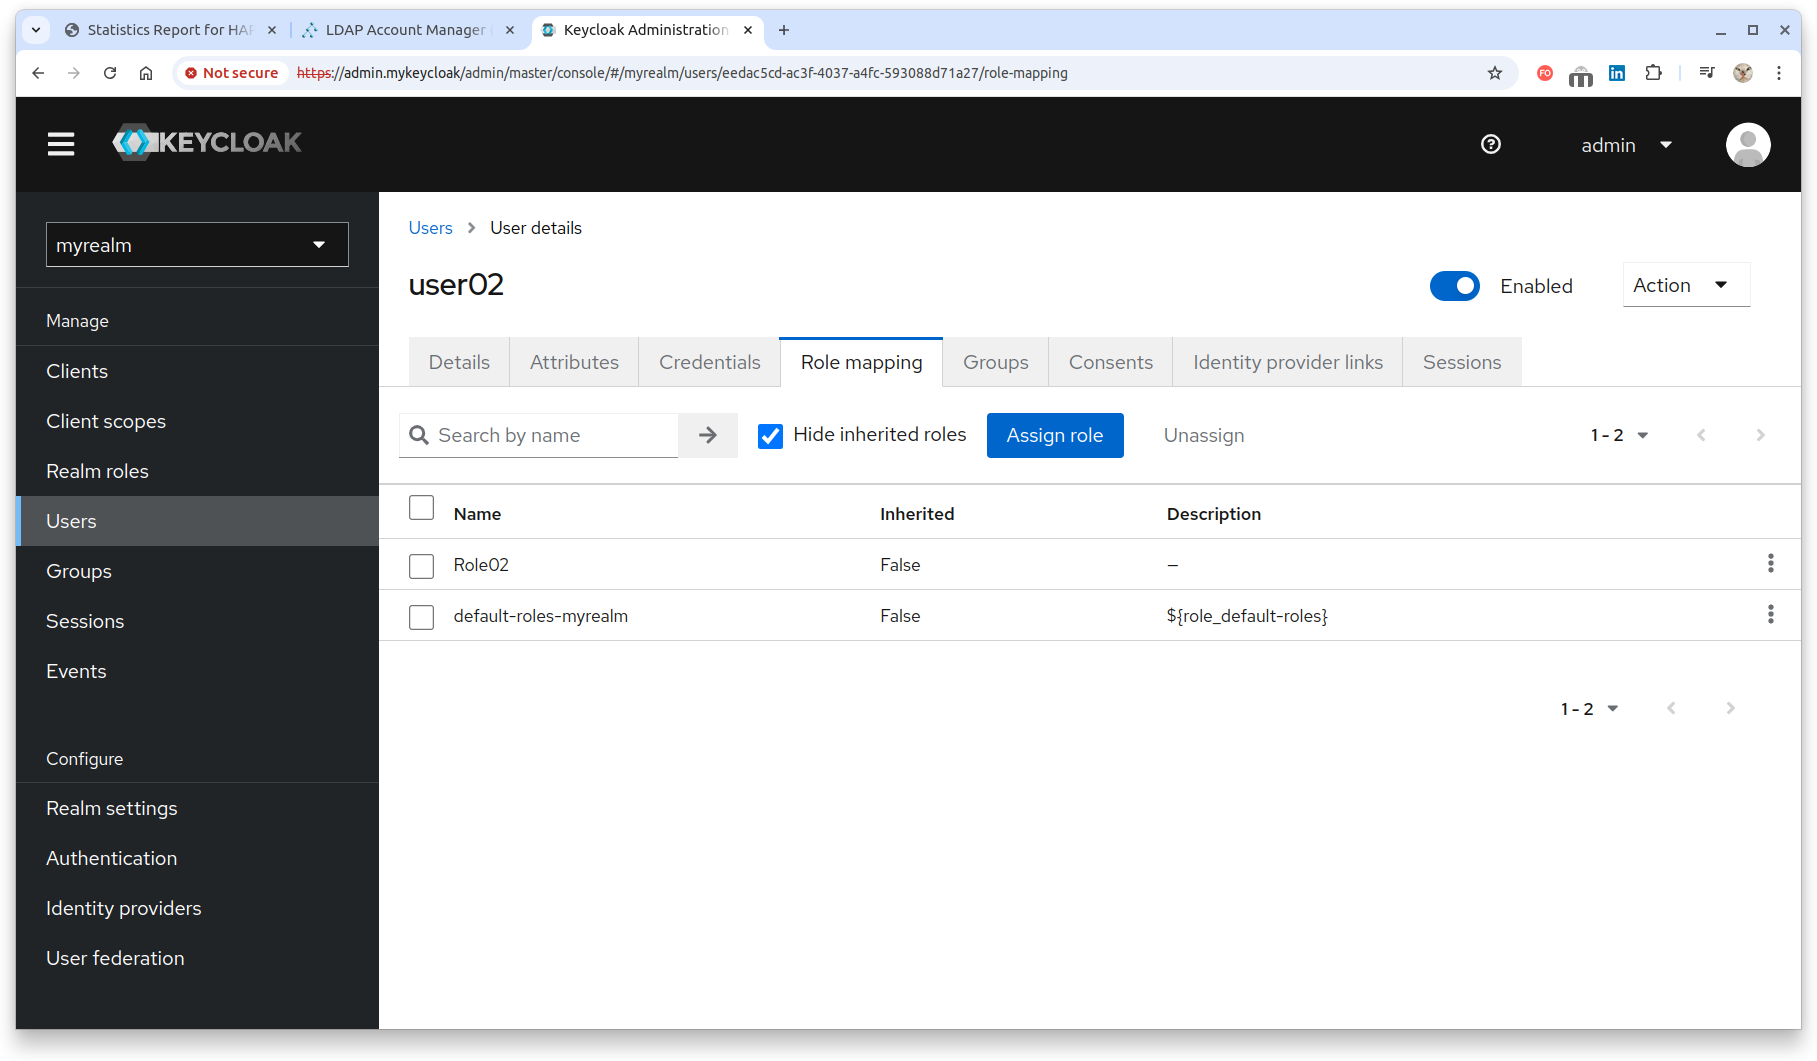 Statistics Report for HAP
LDAP Account Manager
Keycloak Administration
Not secure
https://admin.mykeycloak/admin/master/console/#/myrealm/users/eedac5cd-ac3f-4037-a4fc-593088d71a27/role-mapping
FO
in
KEYCLOAK
admin
myrealm
Manage
Clients
Client scopes
Realm roles
Users
Groups
Sessions
Events
Configure
Realm settings
Authentication
Identity providers
User federation
Users
User details
user02
Enabled
Action
Details
Attributes
Credentials
Role mapping
Groups
Consents
Identity provider links
Sessions
Search by name
Hide inherited roles
Assign role
Unassign
1 - 2
Name Inherited Description
Role02 False –
default-roles-myrealm False ${role_default-roles}
1 - 2